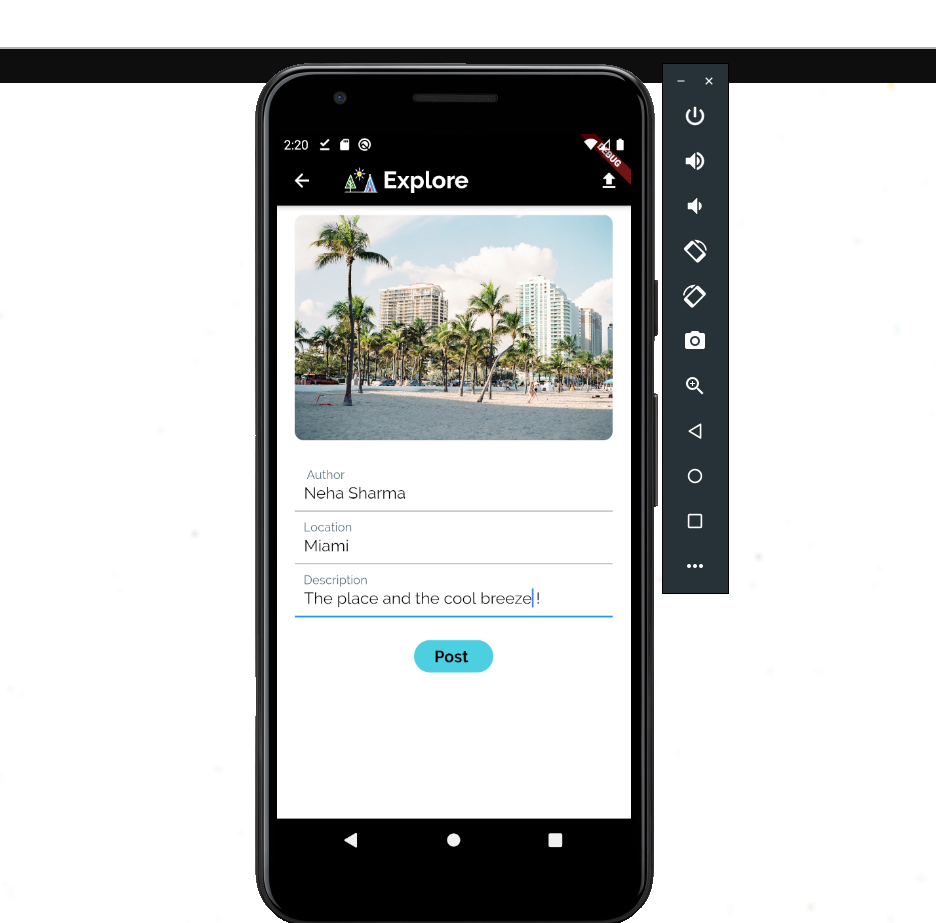 2:20
DEBUG
Explore
Author
Neha Sharma
Location
Miami
Description
The place and the cool breeze!
Post